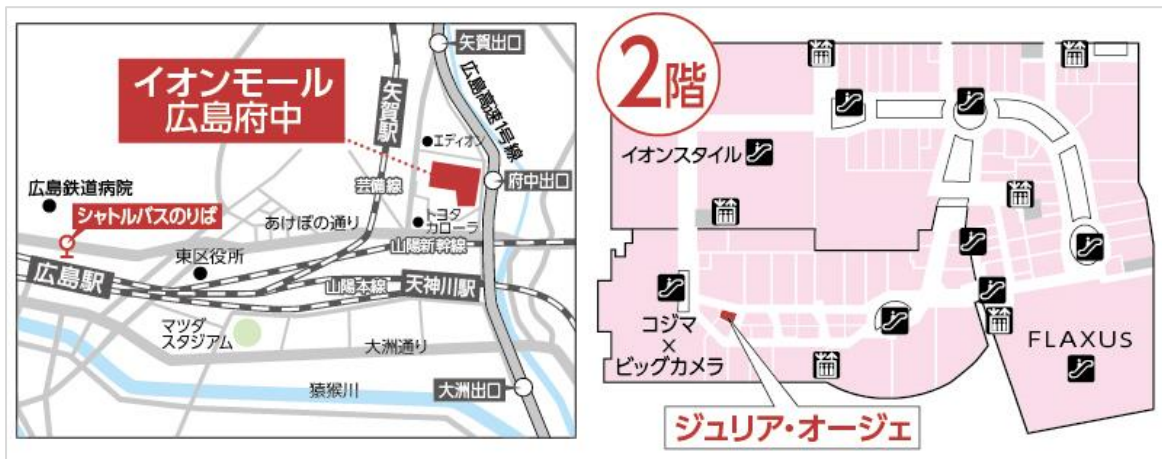 イオンモール
広島府中
矢賀出口
広島高速1号線
矢賀駅
エディオン
芸備線
府中出口
広島鉄道病院
シャトルバスのりば
あけぼの通り
トヨタ
カローラ
東区役所
山陽新幹線
広島駅
山陽本線
天神川駅
マツダ
スタジアム
大洲通り
猿猴川
大洲出口
2階
イオンスタイル
コジマ
×
ビッグカメラ
FLAXUS
ジュリア・オージェ